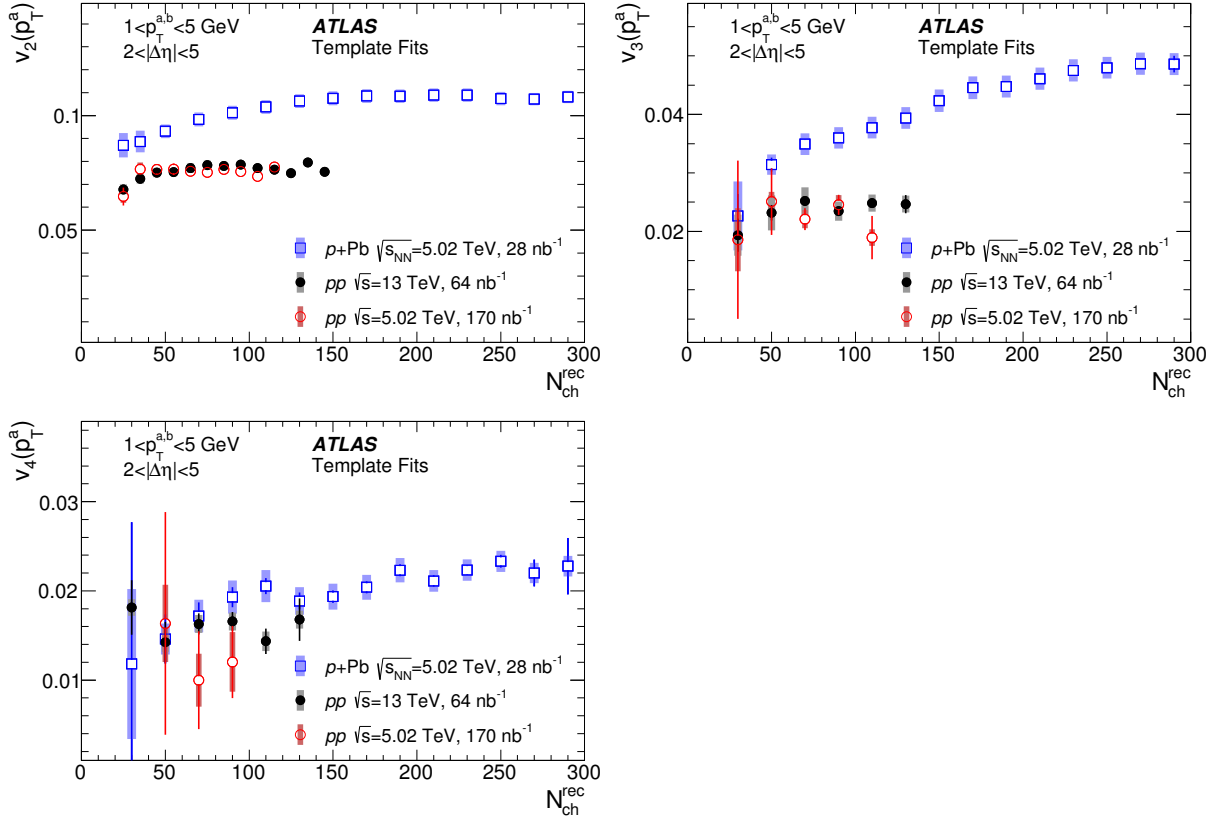 v₂(p_T^a)
1<p_T^{a,b}<5 GeV
2<|Δη|<5
ATLAS
Template Fits
0.1
0.05
p+Pb √s_NN=5.02 TeV, 28 nb⁻¹
pp √s=13 TeV, 64 nb⁻¹
pp √s=5.02 TeV, 170 nb⁻¹
0 50 100 150 200 250 300
N_ch^rec
v₃(p_T^a)
1<p_T^{a,b}<5 GeV
2<|Δη|<5
ATLAS
Template Fits
0.04
0.02
p+Pb √s_NN=5.02 TeV, 28 nb⁻¹
pp √s=13 TeV, 64 nb⁻¹
pp √s=5.02 TeV, 170 nb⁻¹
0 50 100 150 200 250 300
N_ch^rec
v₄(p_T^a)
1<p_T^{a,b}<5 GeV
2<|Δη|<5
ATLAS
Template Fits
0.03
0.02
0.01
p+Pb √s_NN=5.02 TeV, 28 nb⁻¹
pp √s=13 TeV, 64 nb⁻¹
pp √s=5.02 TeV, 170 nb⁻¹
0 50 100 150 200 250 300
N_ch^rec